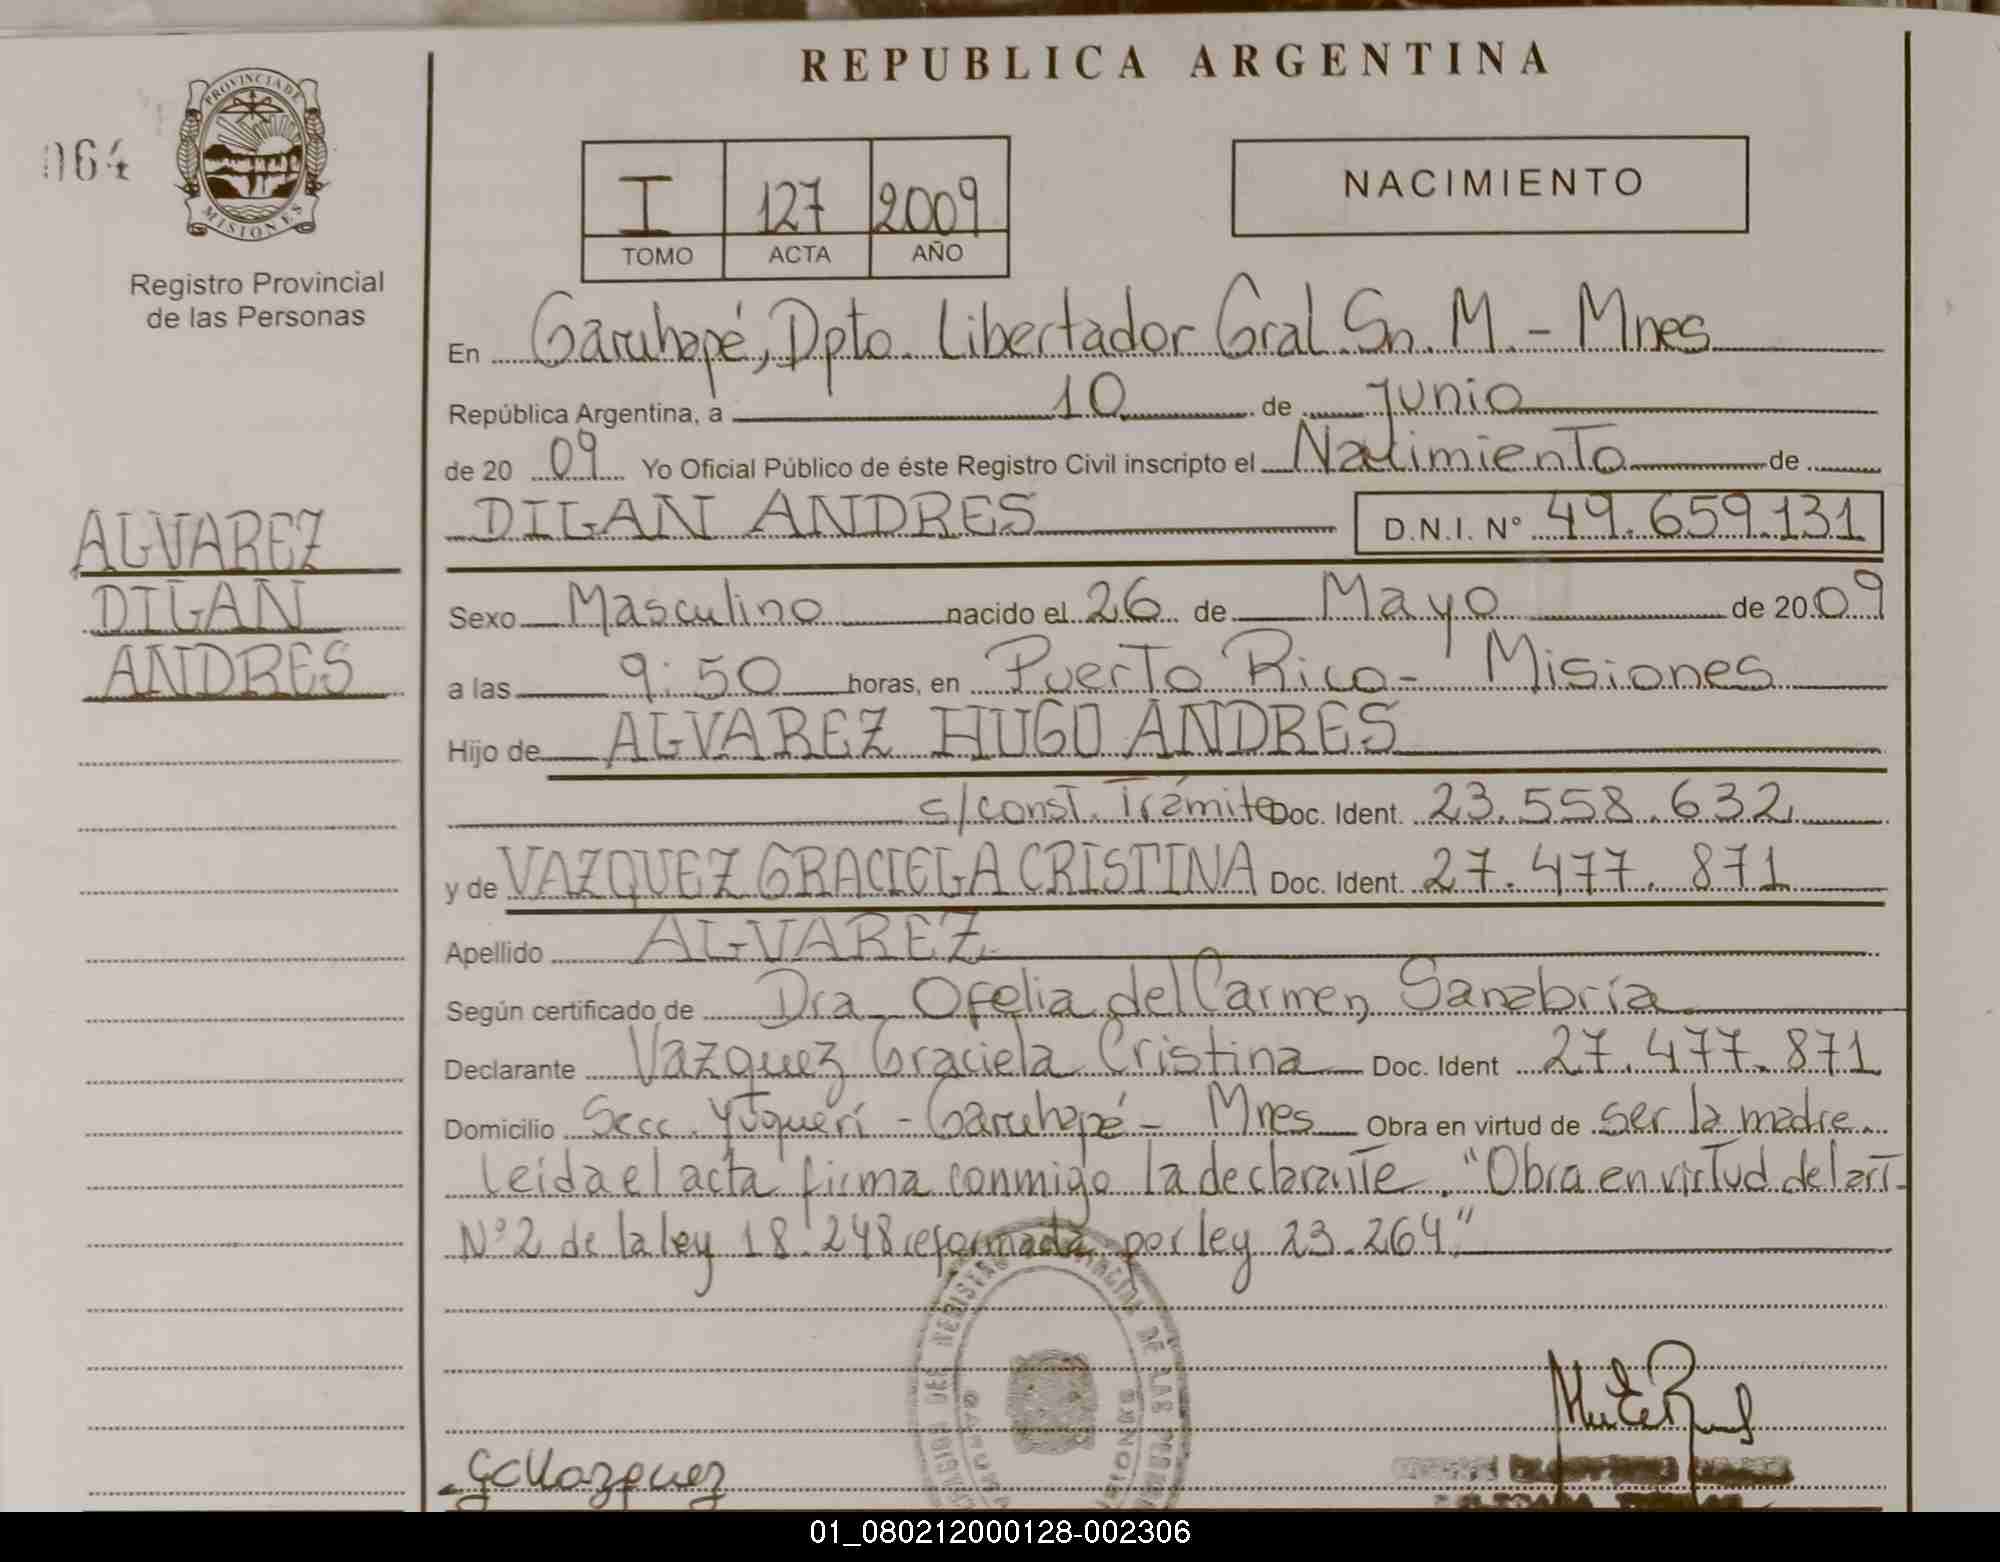 REPUBLICA ARGENTINA
PROVINCIA DE
MISIONES
064
Registro Provincial
de las Personas
I 127 2009
TOMO ACTA AÑO
NACIMIENTO
En Garuhapé, Dpto. Libertador Gral. Sn. M. - Mnes
República Argentina, a 10 de junio
de 2009 Yo Oficial Público de éste Registro Civil inscripto el Nacimiento de
DILAN ANDRES D.N.I. N° 49.659.131
ALVAREZ
DILAN
ANDRES
Sexo Masculino nacido el 26 de Mayo de 2009
a las 9:50 horas, en Puerto Rico - Misiones
Hijo de ALVAREZ HUGO ANDRES
s/const. Trámite Doc. Ident. 23.558.632
y de VAZQUEZ GRACIELA CRISTINA Doc. Ident. 27.477.871
Apellido ALVAREZ
Según certificado de Dra. Ofelia del Carmen Sanabria
Declarante Vazquez Graciela Cristina Doc. Ident 27.477.871
Domicilio Secc. Yuquerí - Garuhapé - Mnes Obra en virtud de ser la madre.
Leida el acta firma conmigo la declarante. "Obra en virtud del art.
N°2 de la ley 18.248 reformada por ley 23.264"
GcVazquez
01_080212000128-002306